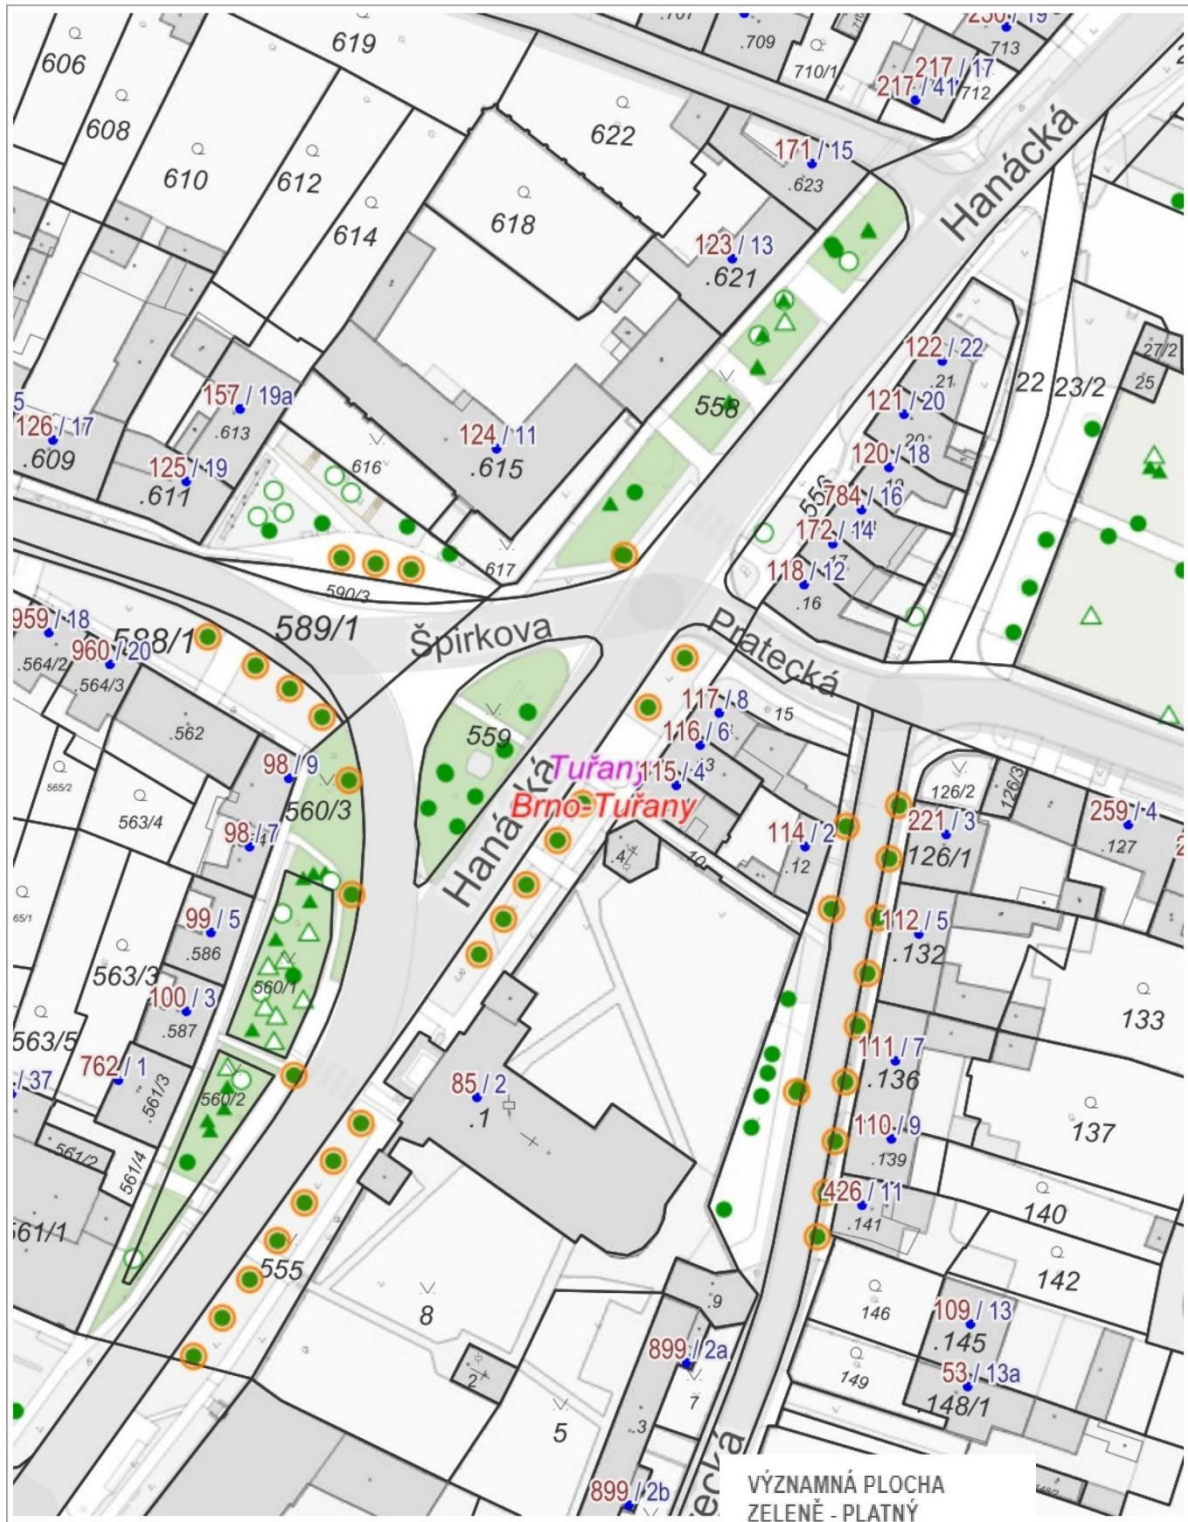 619
.707
.709
710/1
230 / 19
713
217 / 17
217 / 41
712
606
608
610
612
614
622
618
171 / 15
.623
Hanácká
123 / 13
.621
122 / 22
.21
22
23/2
27/2
25
5
126 / 17
.609
157 / 19a
.613
125 / 19
.611
616
124 / 11
.615
558
121 / 20
.20
120 / 18
556
784 / 16
172 / 14
118 / 12
.16
617
590/3
589/1
588/1
Špirkova
Pratecká
959 / 18
.564/2
960 / 20
.564/3
.562
565/2
563/4
98 / 9
560/3
98 / 7
559
Hanácká
Tuřany
Brno-Tuřany
117 / 8
15
116 / 6
115 / 4
.4
10
114 / 2
.12
126/2
126/3
221 / 3
126/1
259 / 4
.127
99 / 5
.586
563/3
560/1
100 / 3
.587
563/5
762 / 1
/ 37
561/3
560/2
561/2
561/4
561/1
112 / 5
.132
133
111 / 7
.136
137
110 / 9
.139
140
426 / 11
.141
142
85 / 2
.1
555
8
.9
146
109 / 13
.145
149
53 / 13a
.148/1
899 / 2a
7
2
5
.3
899 / 2b
VÝZNAMNÁ PLOCHA
ZELENĚ - PLATNÝ